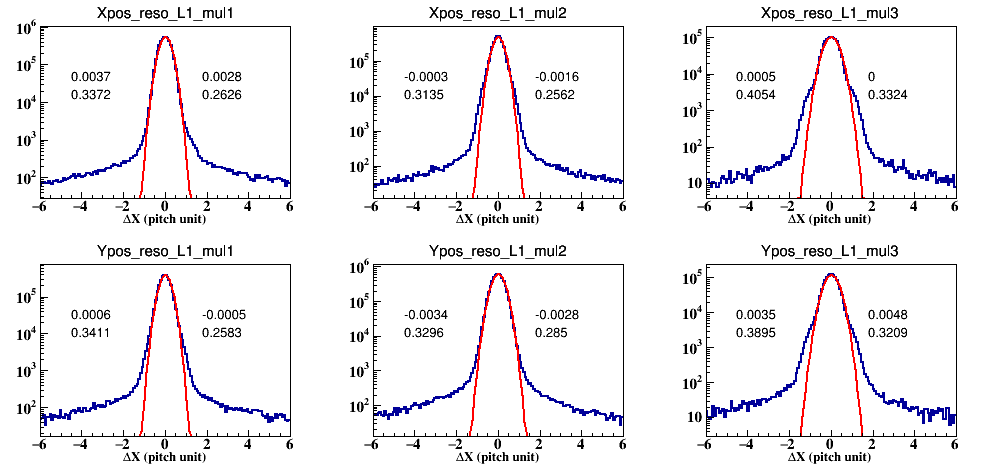 Xpos_reso_L1_mul1
10^6
10^5
10^4
10^3
10^2
0.0037
0.3372
0.0028
0.2626
−6 −4 −2 0 2 4 6
ΔX (pitch unit)
Xpos_reso_L1_mul2
10^5
10^4
10^3
10^2
-0.0003
0.3135
-0.0016
0.2562
−6 −4 −2 0 2 4 6
ΔX (pitch unit)
Xpos_reso_L1_mul3
10^5
10^4
10^3
10^2
10
0.0005
0.4054
0
0.3324
−6 −4 −2 0 2 4 6
ΔX (pitch unit)
Ypos_reso_L1_mul1
10^5
10^4
10^3
10^2
0.0006
0.3411
-0.0005
0.2583
−6 −4 −2 0 2 4 6
ΔX (pitch unit)
Ypos_reso_L1_mul2
10^6
10^5
10^4
10^3
10^2
-0.0034
0.3296
-0.0028
0.285
−6 −4 −2 0 2 4 6
ΔX (pitch unit)
Ypos_reso_L1_mul3
10^5
10^4
10^3
10^2
10
0.0035
0.3895
0.0048
0.3209
−6 −4 −2 0 2 4 6
ΔX (pitch unit)